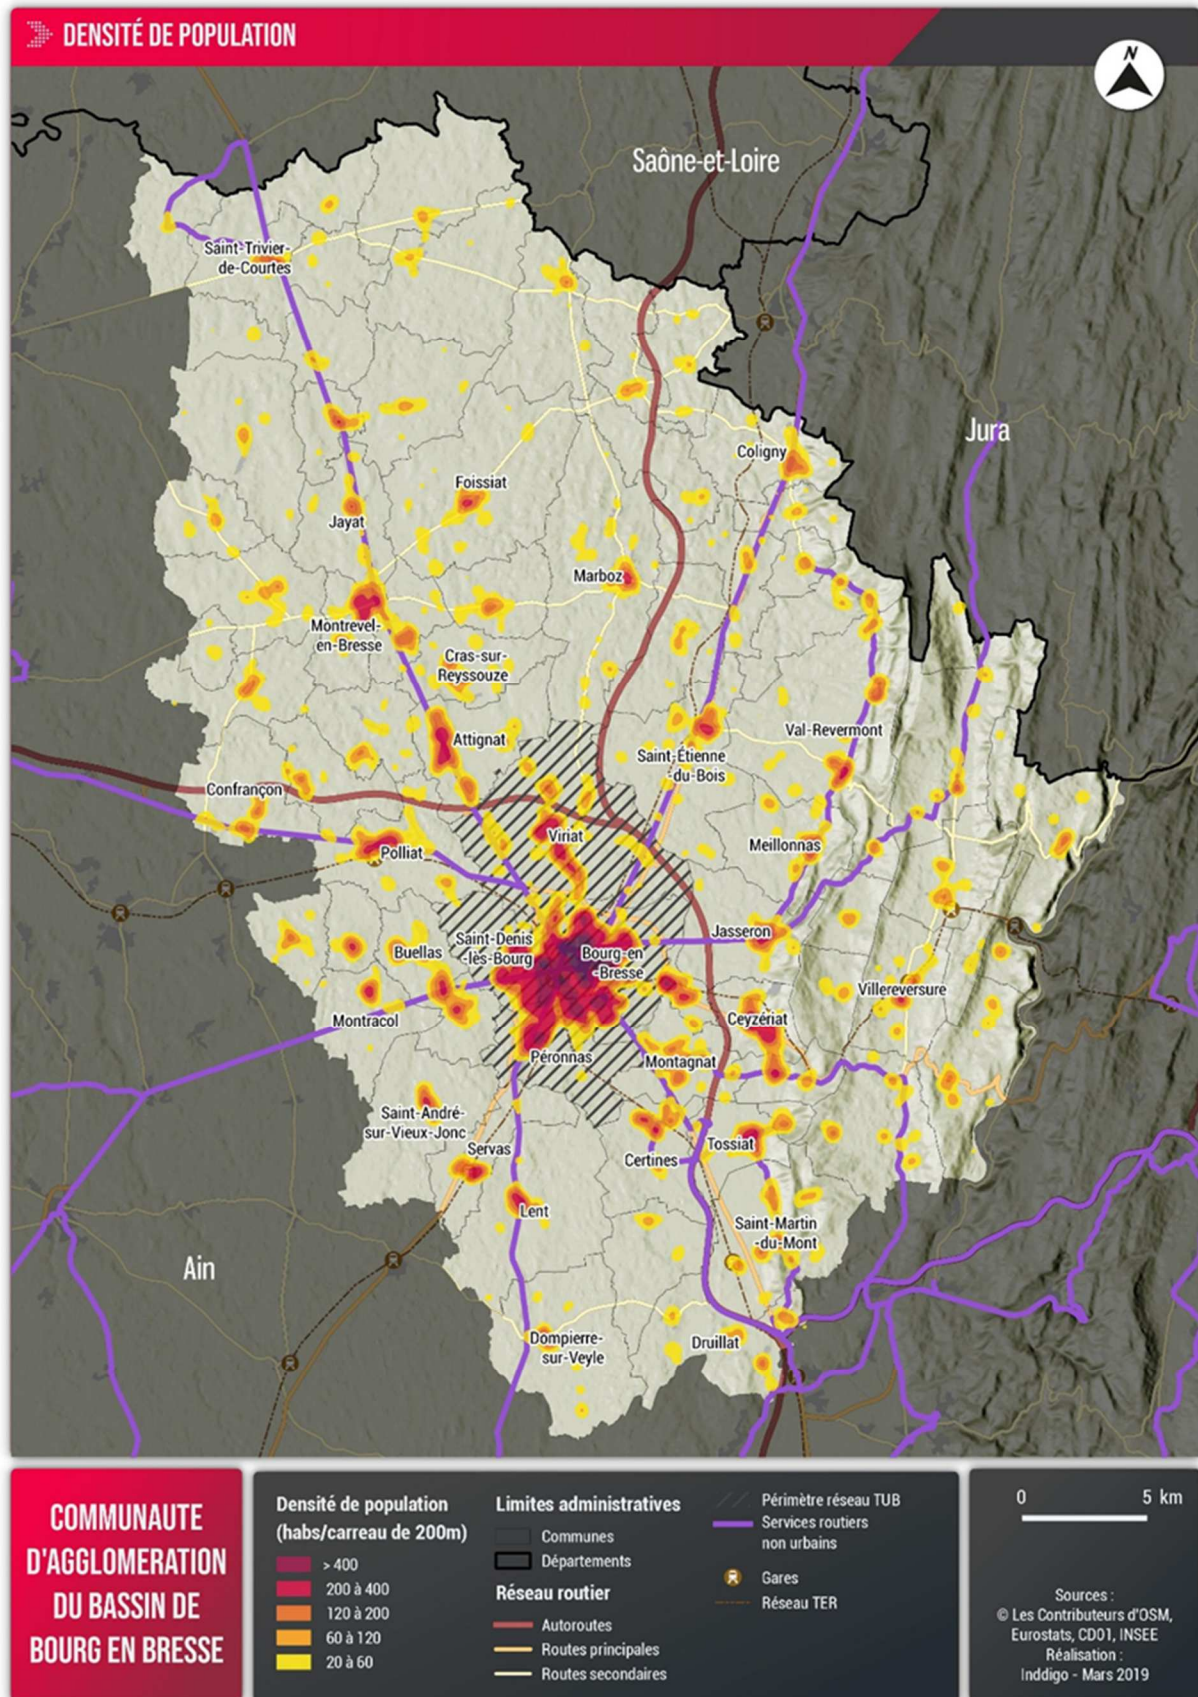 DENSITÉ DE POPULATION
N
Saône-et-Loire
Saint-Trivier-
de-Courtes
Jura
Coligny
Foissiat
Jayat
Marboz
Montrevel-
en-Bresse
Cras-sur-
Reyssouze
Attignat
Val-Revermont
Saint-Étienne
-du-Bois
Confrançon
Viriat
Polliat
Meillonnas
Jasseron
Buellas
Saint-Denis
-lès-Bourg
Bourg-en
-Bresse
Villereversure
Montracol
Ceyzériat
Péronnas
Montagnat
Saint-André-
sur-Vieux-Jonc
Servas
Tossiat
Certines
Lent
Saint-Martin
-du-Mont
Ain
Dompierre-
sur-Veyle
Druillat
COMMUNAUTE
D'AGGLOMERATION
DU BASSIN DE
BOURG EN BRESSE
Densité de population
(habs/carreau de 200m)
> 400
200 à 400
120 à 200
60 à 120
20 à 60
Limites administratives
Communes
Départements
Réseau routier
Autoroutes
Routes principales
Routes secondaires
Périmètre réseau TUB
Services routiers
non urbains
Gares
Réseau TER
0 5 km
Sources :
© Les Contributeurs d'OSM,
Eurostats, CD01, INSEE
Réalisation :
Inddigo - Mars 2019